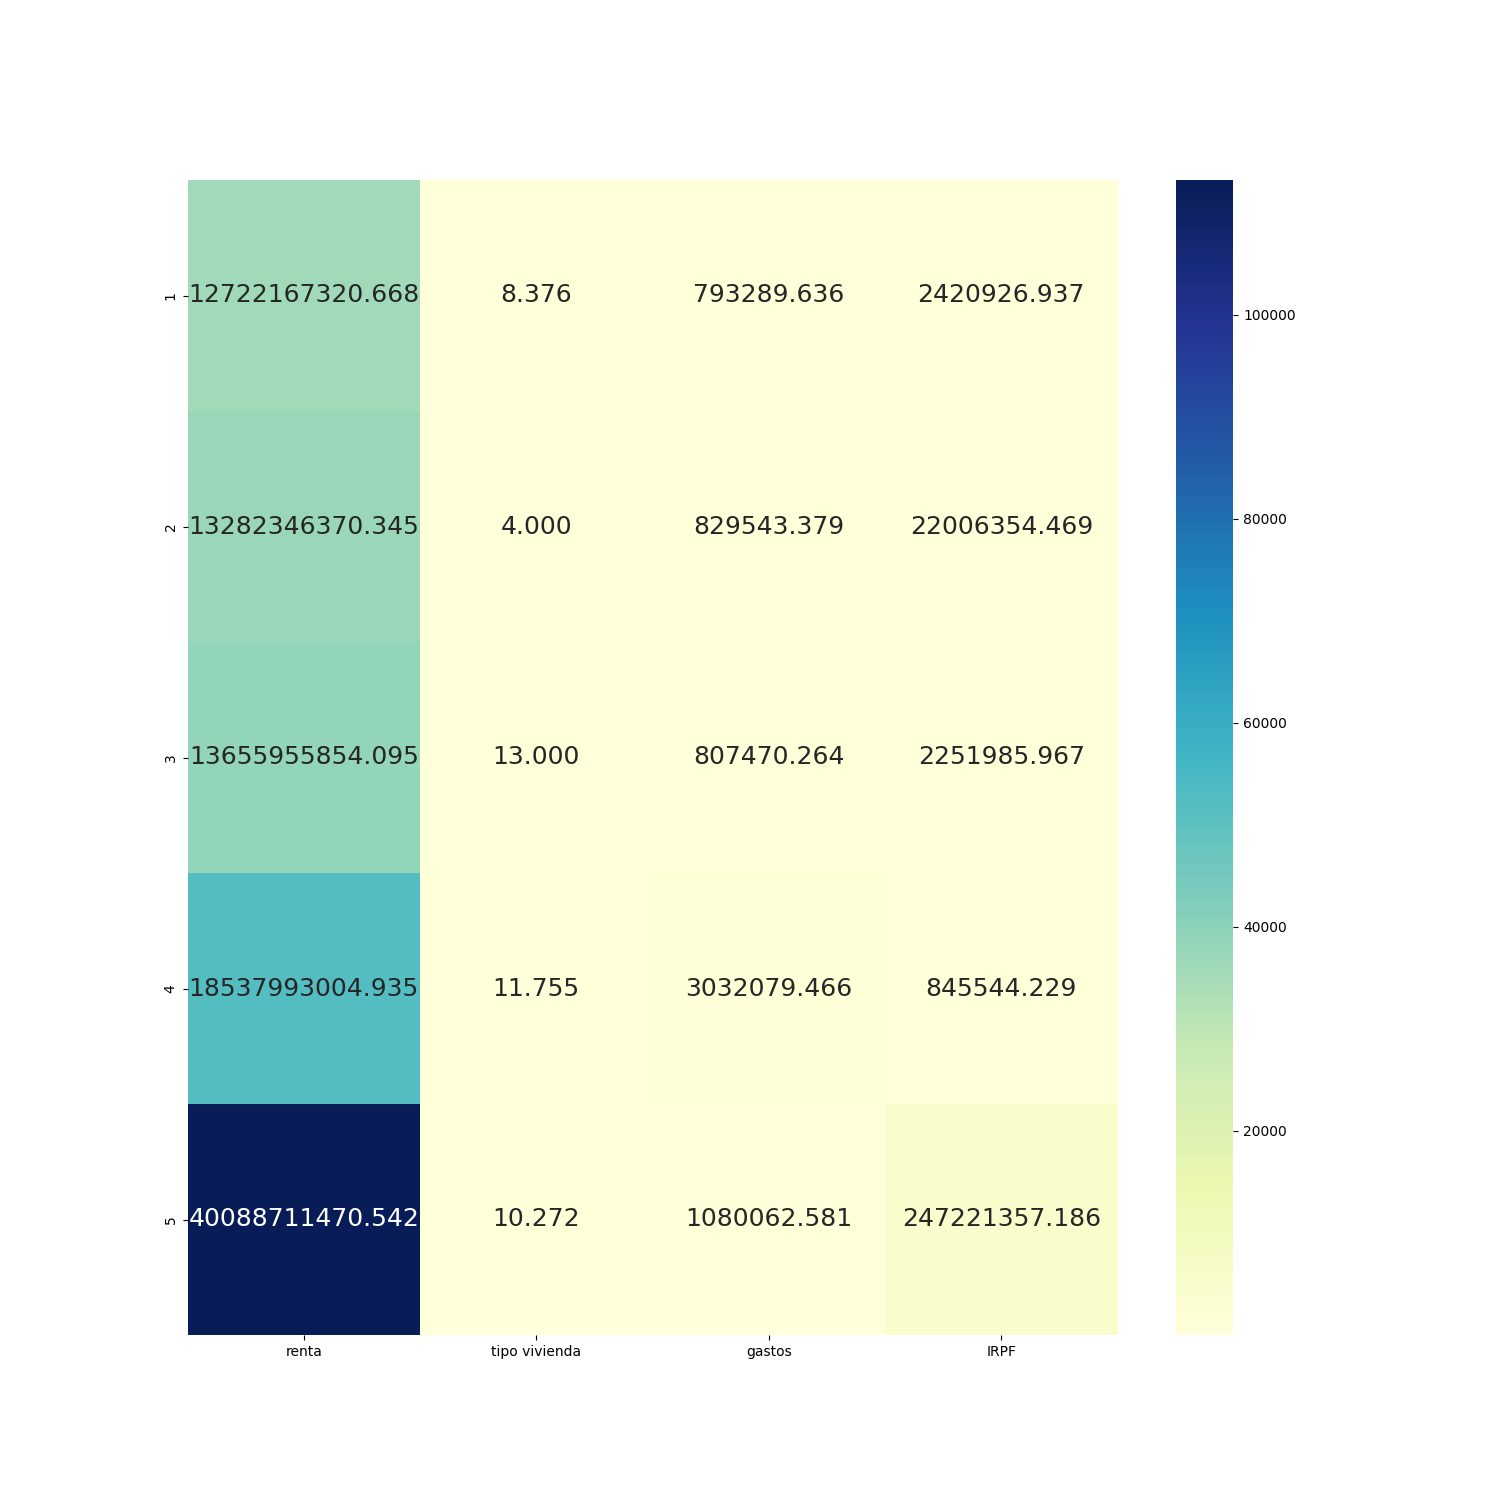 12722167320.668 8.376 793289.636 2420926.937
13282346370.345 4.000 829543.379 22006354.469
13655955854.095 13.000 807470.264 2251985.967
18537993004.935 11.755 3032079.466 845544.229
40088711470.542 10.272 1080062.581 247221357.186
1
2
3
4
5
renta tipo vivienda gastos IRPF
100000
80000
60000
40000
20000